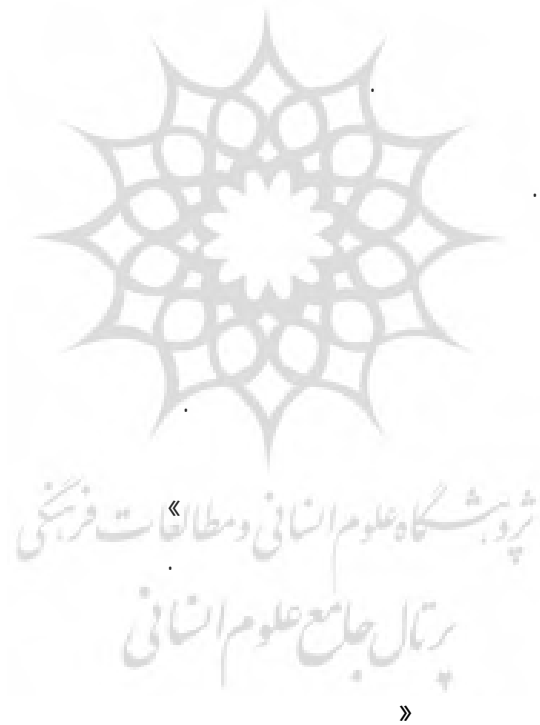 پژوهشگاه علوم انسانی و مطالعات فرهنگی
«
پرتال جامع علوم انسانی
»